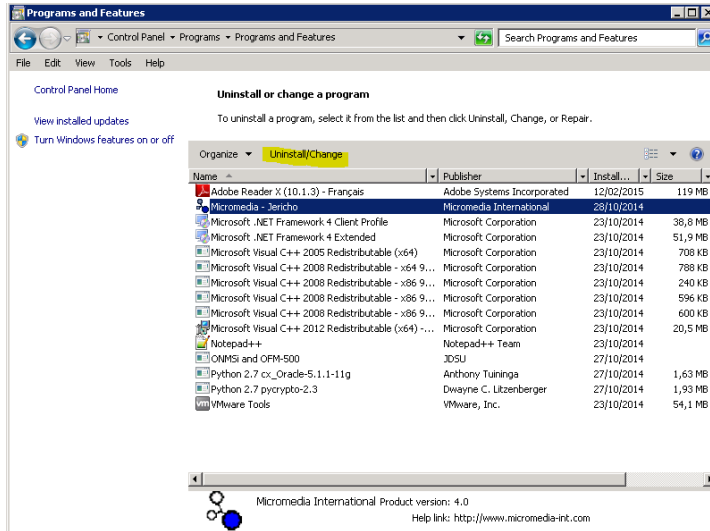 Programs and Features
Control Panel Programs Programs and Features Search Programs and Features
File Edit View Tools Help
Control Panel Home
View installed updates
Turn Windows features on or off
Uninstall or change a program
To uninstall a program, select it from the list and then click Uninstall, Change, or Repair.
Organize Uninstall/Change
Name Publisher Install... Size
Adobe Reader X (10.1.3) - Français Adobe Systems Incorporated 12/02/2015 119 MB
Micromedia - Jericho Micromedia International 28/10/2014
Microsoft .NET Framework 4 Client Profile Microsoft Corporation 23/10/2014 38,8 MB
Microsoft .NET Framework 4 Extended Microsoft Corporation 23/10/2014 51,9 MB
Microsoft Visual C++ 2005 Redistributable (x64) Microsoft Corporation 23/10/2014 708 KB
Microsoft Visual C++ 2008 Redistributable - x64 9... Microsoft Corporation 23/10/2014 788 KB
Microsoft Visual C++ 2008 Redistributable - x86 9... Microsoft Corporation 23/10/2014 240 KB
Microsoft Visual C++ 2008 Redistributable - x86 9... Microsoft Corporation 23/10/2014 596 KB
Microsoft Visual C++ 2008 Redistributable - x86 9... Microsoft Corporation 23/10/2014 600 KB
Microsoft Visual C++ 2012 Redistributable (x64) -... Microsoft Corporation 23/10/2014 20,5 MB
Notepad++ Notepad++ Team 23/10/2014
ONMSi and OFM-500 JDSU 27/10/2014
Python 2.7 cx_Oracle-5.1.1-11g Anthony Tuininga 27/10/2014 1,63 MB
Python 2.7 pycrypto-2.3 Dwayne C. Litzenberger 27/10/2014 1,93 MB
VMware Tools VMware, Inc. 23/10/2014 54,1 MB
Micromedia International Product version: 4.0
Help link: http://www.micromedia-int.com